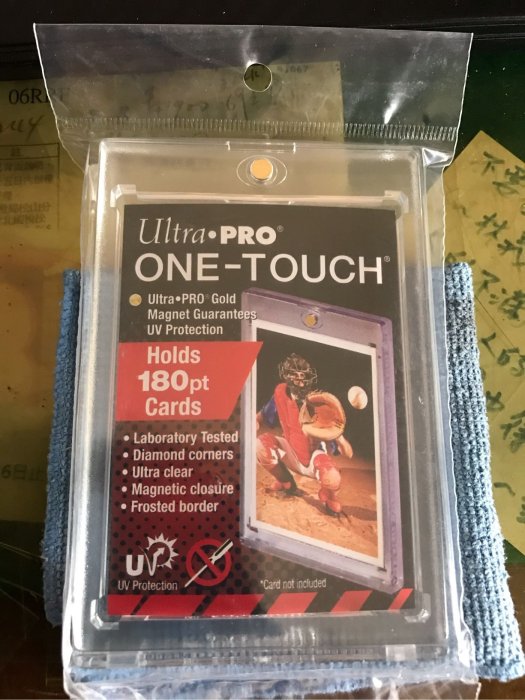 06R
Ultra•PRO®
ONE-TOUCH®
Ultra•PRO® Gold
Magnet Guarantees
UV Protection
Holds
180pt
Cards
• Laboratory Tested
• Diamond corners
• Ultra clear
• Magnetic closure
• Frosted border
UV
UV Protection
*Card not included